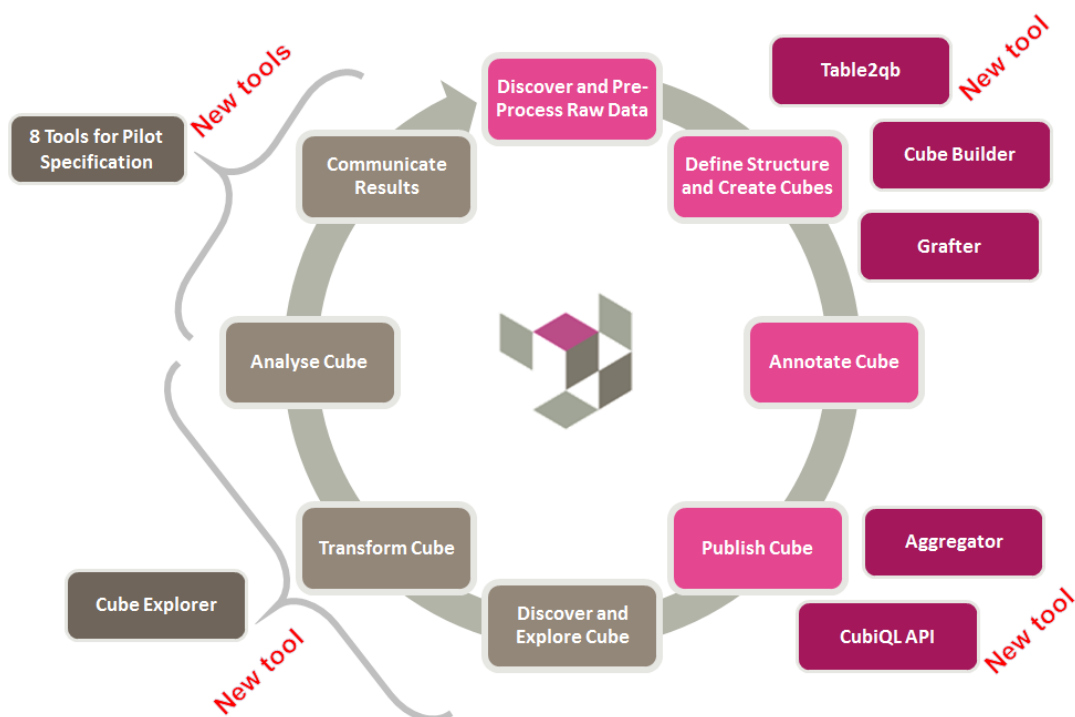 New tools
8 Tools for Pilot
Specification
Discover and Pre-
Process Raw Data
Table2qb
New tool
Communicate
Results
Define Structure
and Create Cubes
Cube Builder
Grafter
Analyse Cube
Annotate Cube
Transform Cube
Publish Cube
Aggregator
Cube Explorer
New tool
Discover and
Explore Cube
CubiQL API
New tool